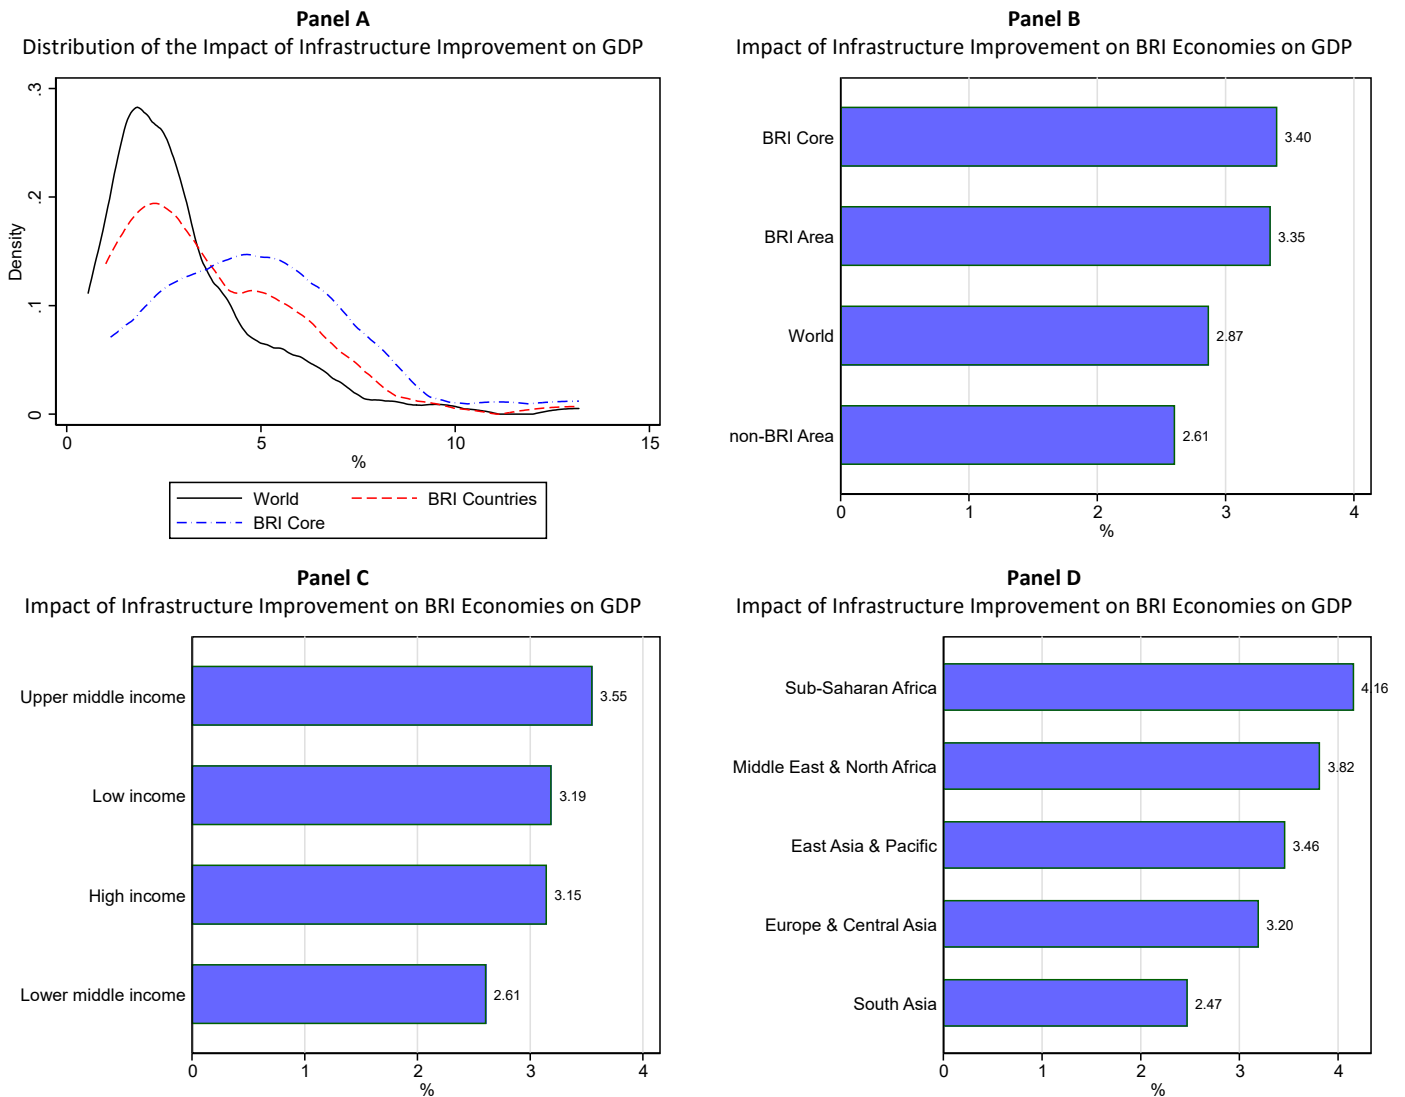 Panel A
Distribution of the Impact of Infrastructure Improvement on GDP
.3
.2
.1
0
Density
0 5 10 15
%
World BRI Countries
BRI Core
Panel B
Impact of Infrastructure Improvement on BRI Economies on GDP
BRI Core 3.40
BRI Area 3.35
World 2.87
non-BRI Area 2.61
0 1 2 3 4
%
Panel C
Impact of Infrastructure Improvement on BRI Economies on GDP
Upper middle income 3.55
Low income 3.19
High income 3.15
Lower middle income 2.61
0 1 2 3 4
%
Panel D
Impact of Infrastructure Improvement on BRI Economies on GDP
Sub-Saharan Africa 4.16
Middle East & North Africa 3.82
East Asia & Pacific 3.46
Europe & Central Asia 3.20
South Asia 2.47
0 1 2 3 4
%